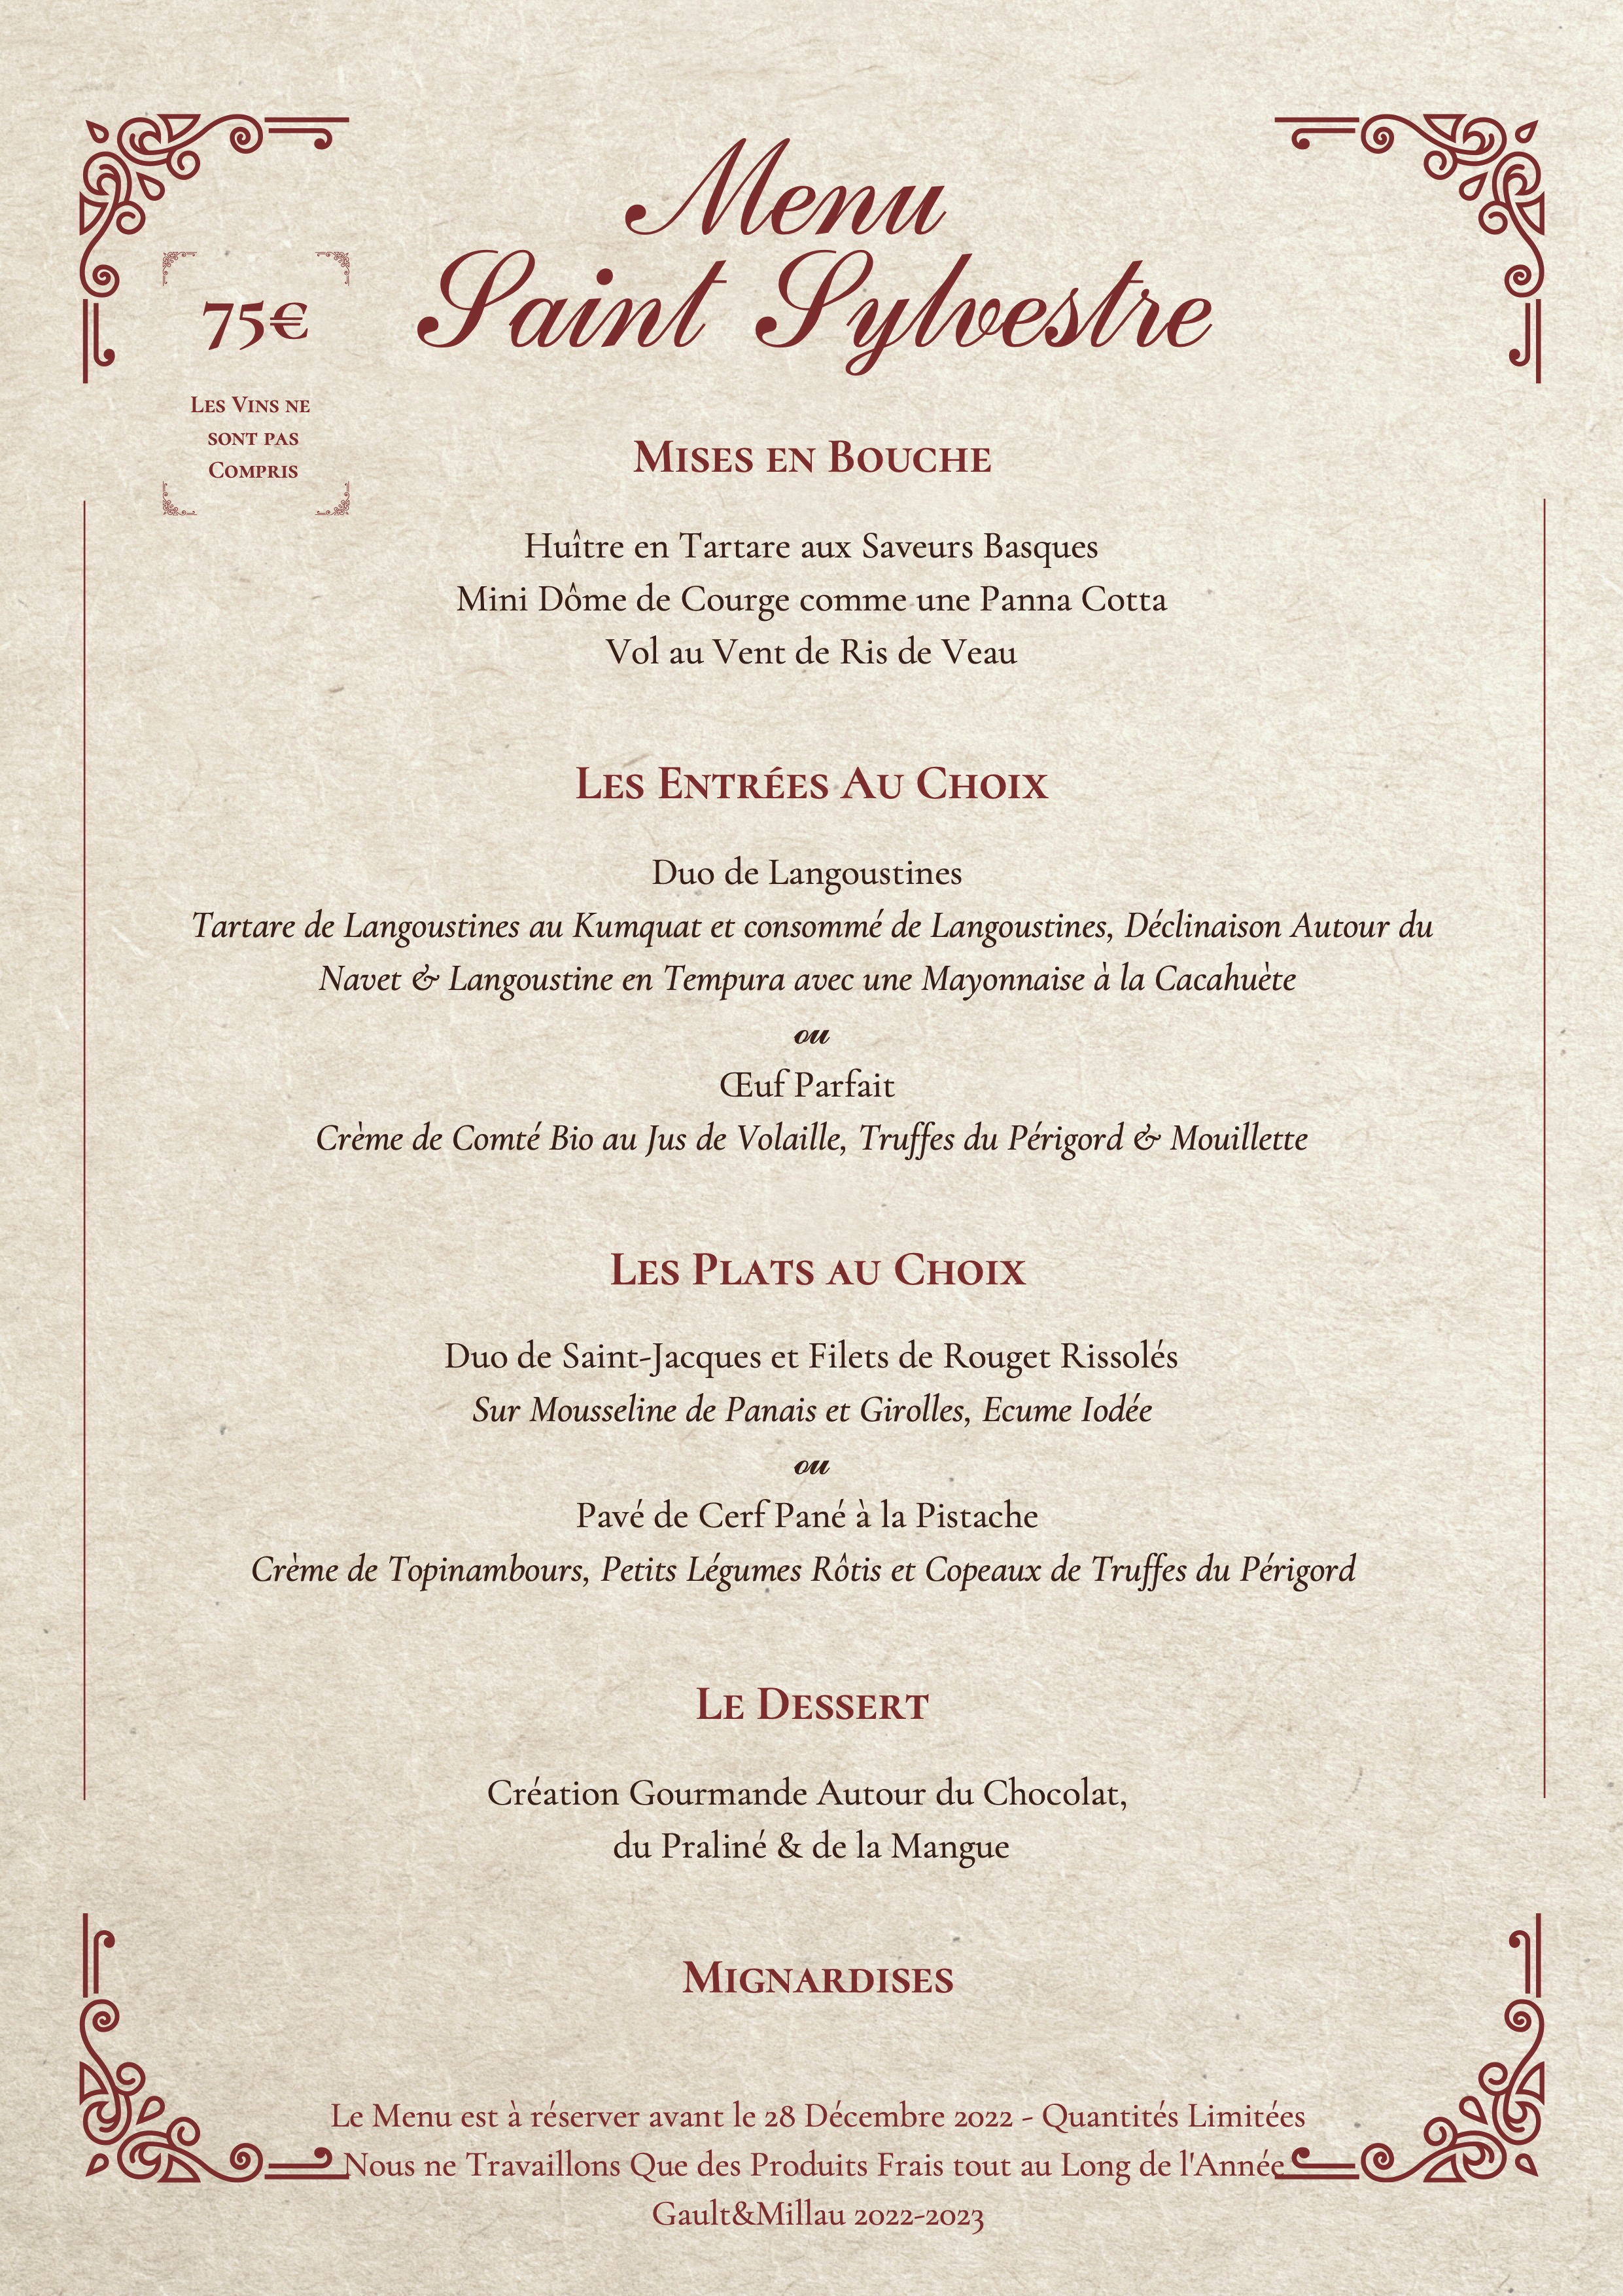 Menu
Saint Sylvestre
75€
Les Vins ne
sont pas
Compris
Mises en Bouche
Huître en Tartare aux Saveurs Basques
Mini Dôme de Courge comme une Panna Cotta
Vol au Vent de Ris de Veau
Les Entrées Au Choix
Duo de Langoustines
Tartare de Langoustines au Kumquat et consommé de Langoustines, Déclinaison Autour du
Navet & Langoustine en Tempura avec une Mayonnaise à la Cacahuète
ou
Œuf Parfait
Crème de Comté Bio au Jus de Volaille, Truffes du Périgord & Mouillette
Les Plats au Choix
Duo de Saint-Jacques et Filets de Rouget Rissolés
Sur Mousseline de Panais et Girolles, Ecume Iodée
ou
Pavé de Cerf Pané à la Pistache
Crème de Topinambours, Petits Légumes Rôtis et Copeaux de Truffes du Périgord
Le Dessert
Création Gourmande Autour du Chocolat,
du Praliné & de la Mangue
Mignardises
Le Menu est à réserver avant le 28 Décembre 2022 - Quantités Limitées
Nous ne Travaillons Que des Produits Frais tout au Long de l'Année
Gault&Millau 2022-2023